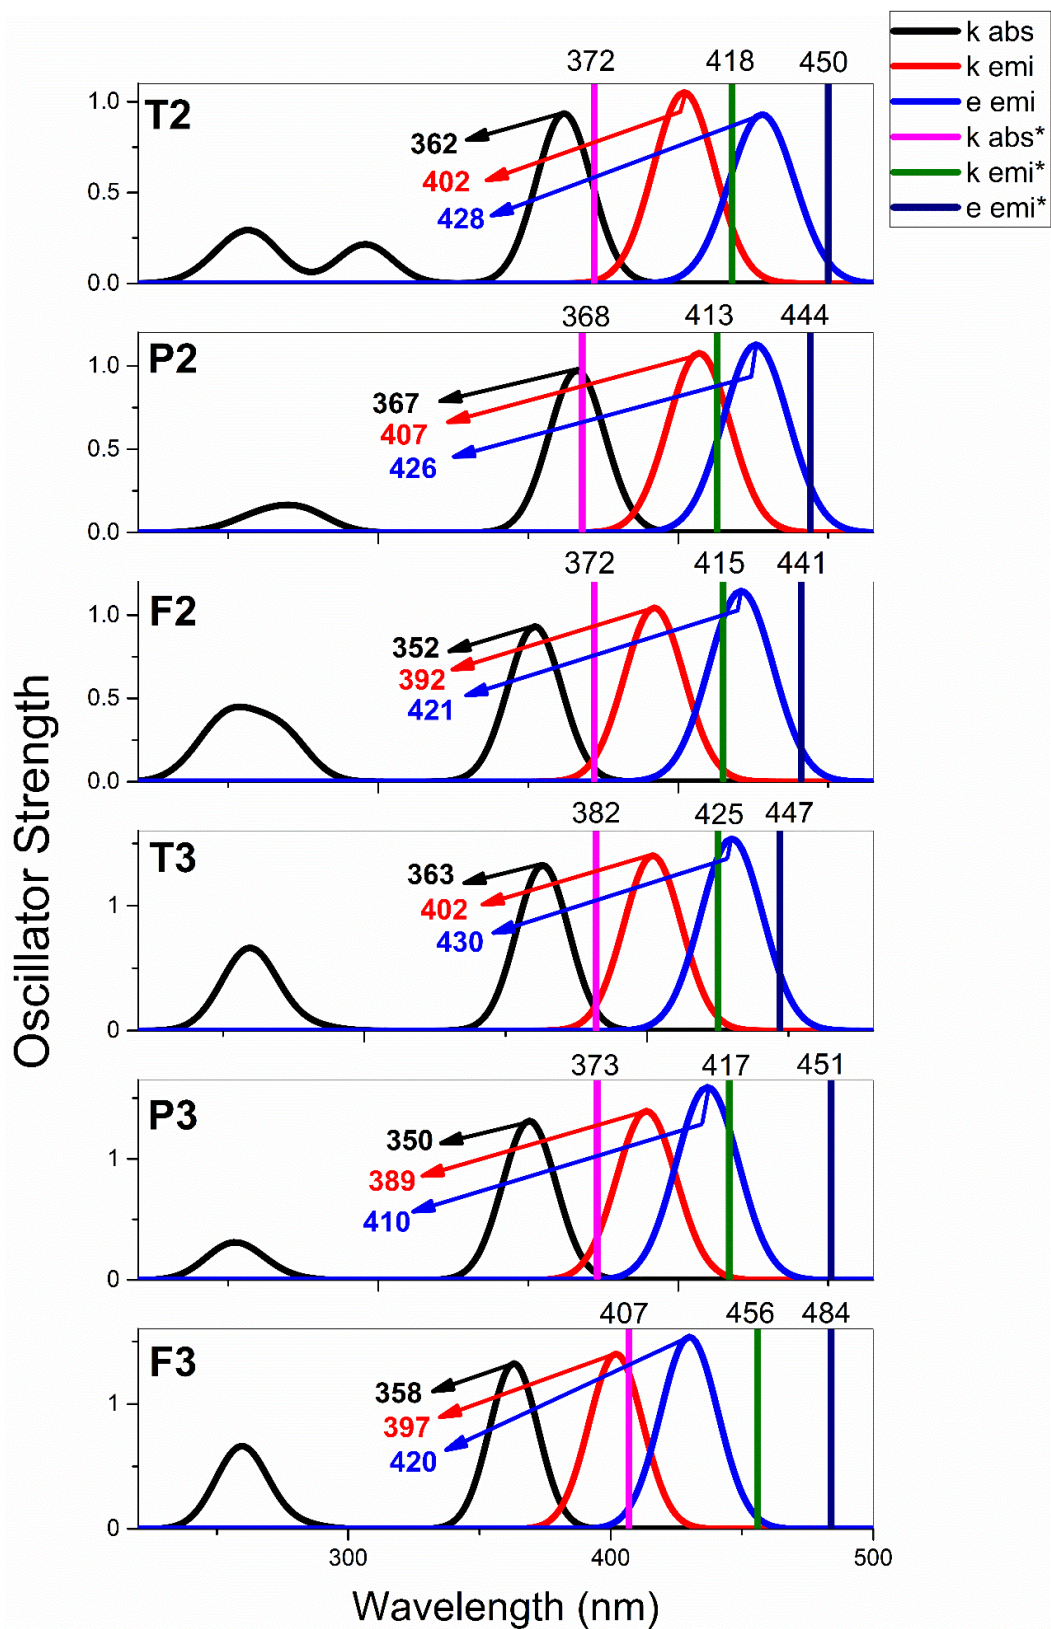 k abs
k emi
e emi
k abs*
k emi*
e emi*
Oscillator Strength
372 418 450
T2
1.0
0.5
0.0
362
402
428
368 413 444
P2
1.0
0.5
0.0
367
407
426
372 415 441
F2
1.0
0.5
0.0
352
392
421
382 425 447
T3
1
0
363
402
430
373 417 451
P3
1
0
350
389
410
407 456 484
F3
1
0
358
397
420
300 400 500
Wavelength (nm)